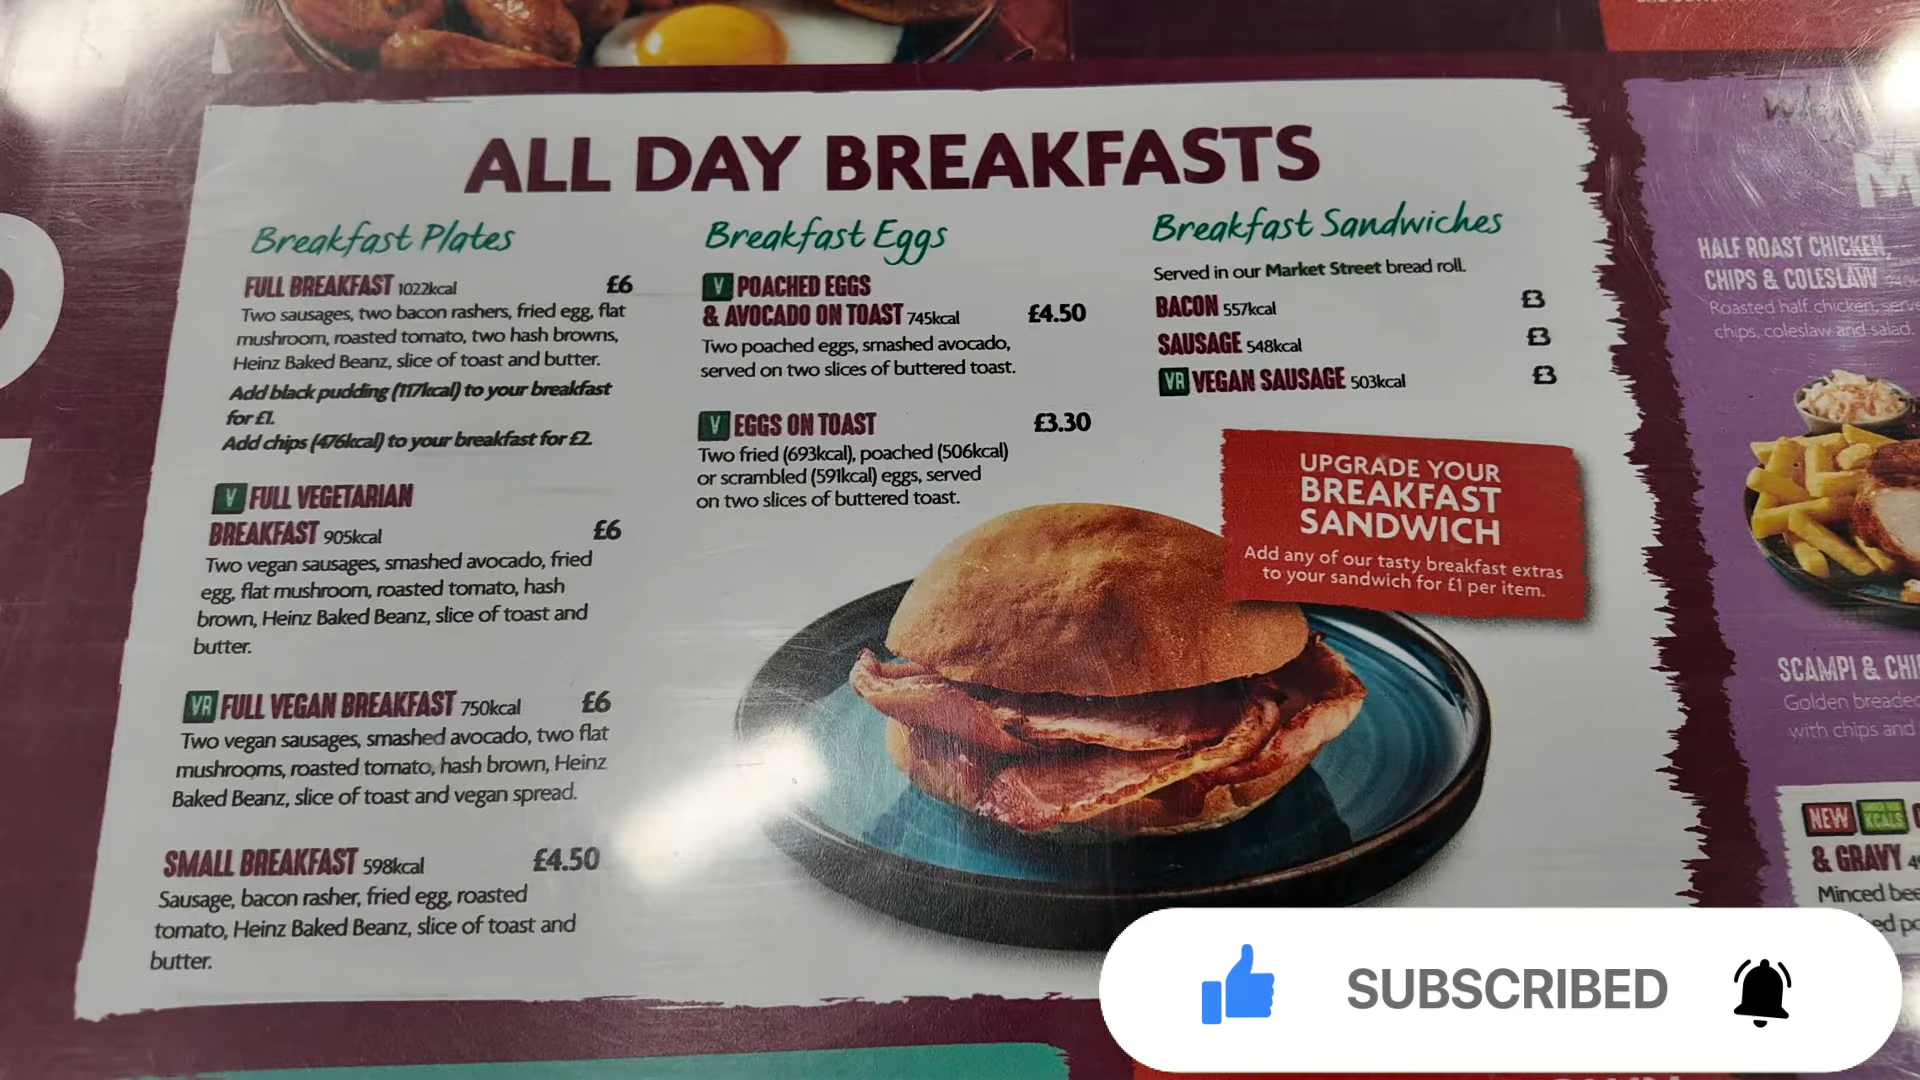 ALL DAY BREAKFASTS
Breakfast Plates
FULL BREAKFAST 1022kcal £6
Two sausages, two bacon rashers, fried egg, flat
mushroom, roasted tomato, two hash browns,
Heinz Baked Beanz, slice of toast and butter.
Add black pudding (117kcal) to your breakfast
for £1.
Add chips (476kcal) to your breakfast for £2.
V FULL VEGETARIAN
BREAKFAST 905kcal £6
Two vegan sausages, smashed avocado, fried
egg, flat mushroom, roasted tomato, hash
brown, Heinz Baked Beanz, slice of toast and
butter.
VR FULL VEGAN BREAKFAST 750kcal £6
Two vegan sausages, smashed avocado, two flat
mushrooms, roasted tomato, hash brown, Heinz
Baked Beanz, slice of toast and vegan spread.
SMALL BREAKFAST 598kcal £4.50
Sausage, bacon rasher, fried egg, roasted
tomato, Heinz Baked Beanz, slice of toast and
butter.
Breakfast Eggs
V POACHED EGGS
& AVOCADO ON TOAST 745kcal £4.50
Two poached eggs, smashed avocado,
served on two slices of buttered toast.
V EGGS ON TOAST £3.30
Two fried (693kcal), poached (506kcal)
or scrambled (591kcal) eggs, served
on two slices of buttered toast.
Breakfast Sandwiches
Served in our Market Street bread roll.
BACON 557kcal £3
SAUSAGE 548kcal £3
VR VEGAN SAUSAGE 503kcal £3
UPGRADE YOUR
BREAKFAST
SANDWICH
Add any of our tasty breakfast extras
to your sandwich for £1 per item.
HALF ROAST CHICKEN,
CHIPS & COLESLAW
Roasted half chicken, serve
chips, coleslaw and salad.
SCAMPI & CHI
Golden breaded
with chips and
NEW KCALS
& GRAVY
Minced bee
SUBSCRIBED